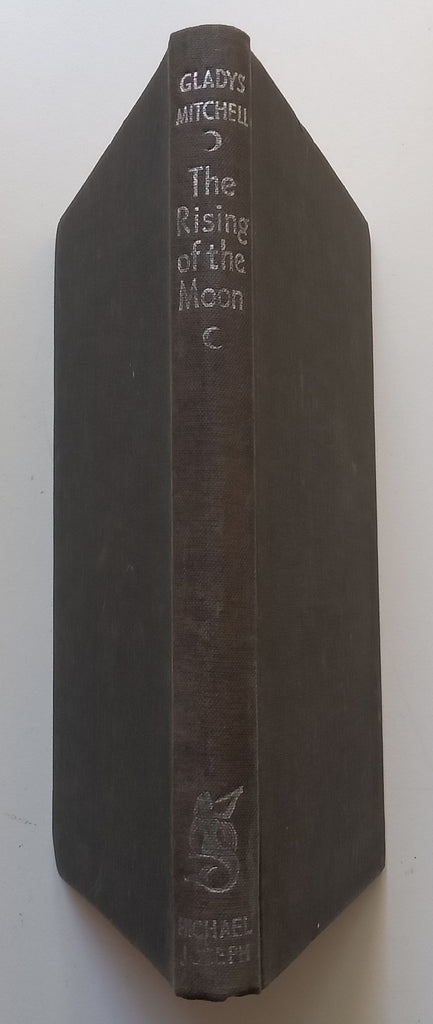 GLADYS
MITCHELL
The
Rising
of the
Moon
MICHAEL
JOSEPH